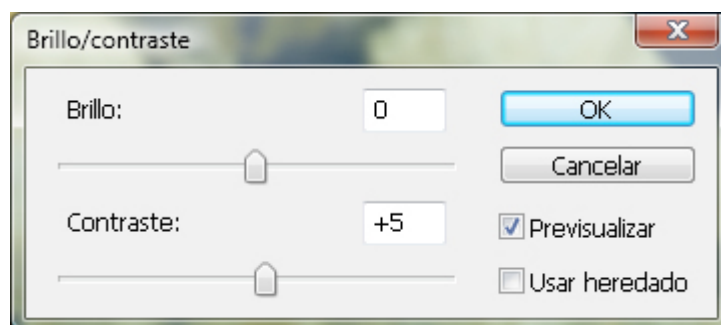 Brillo/contraste
Brillo: 0
OK
Cancelar
Contraste: +5
Previsualizar
Usar heredado